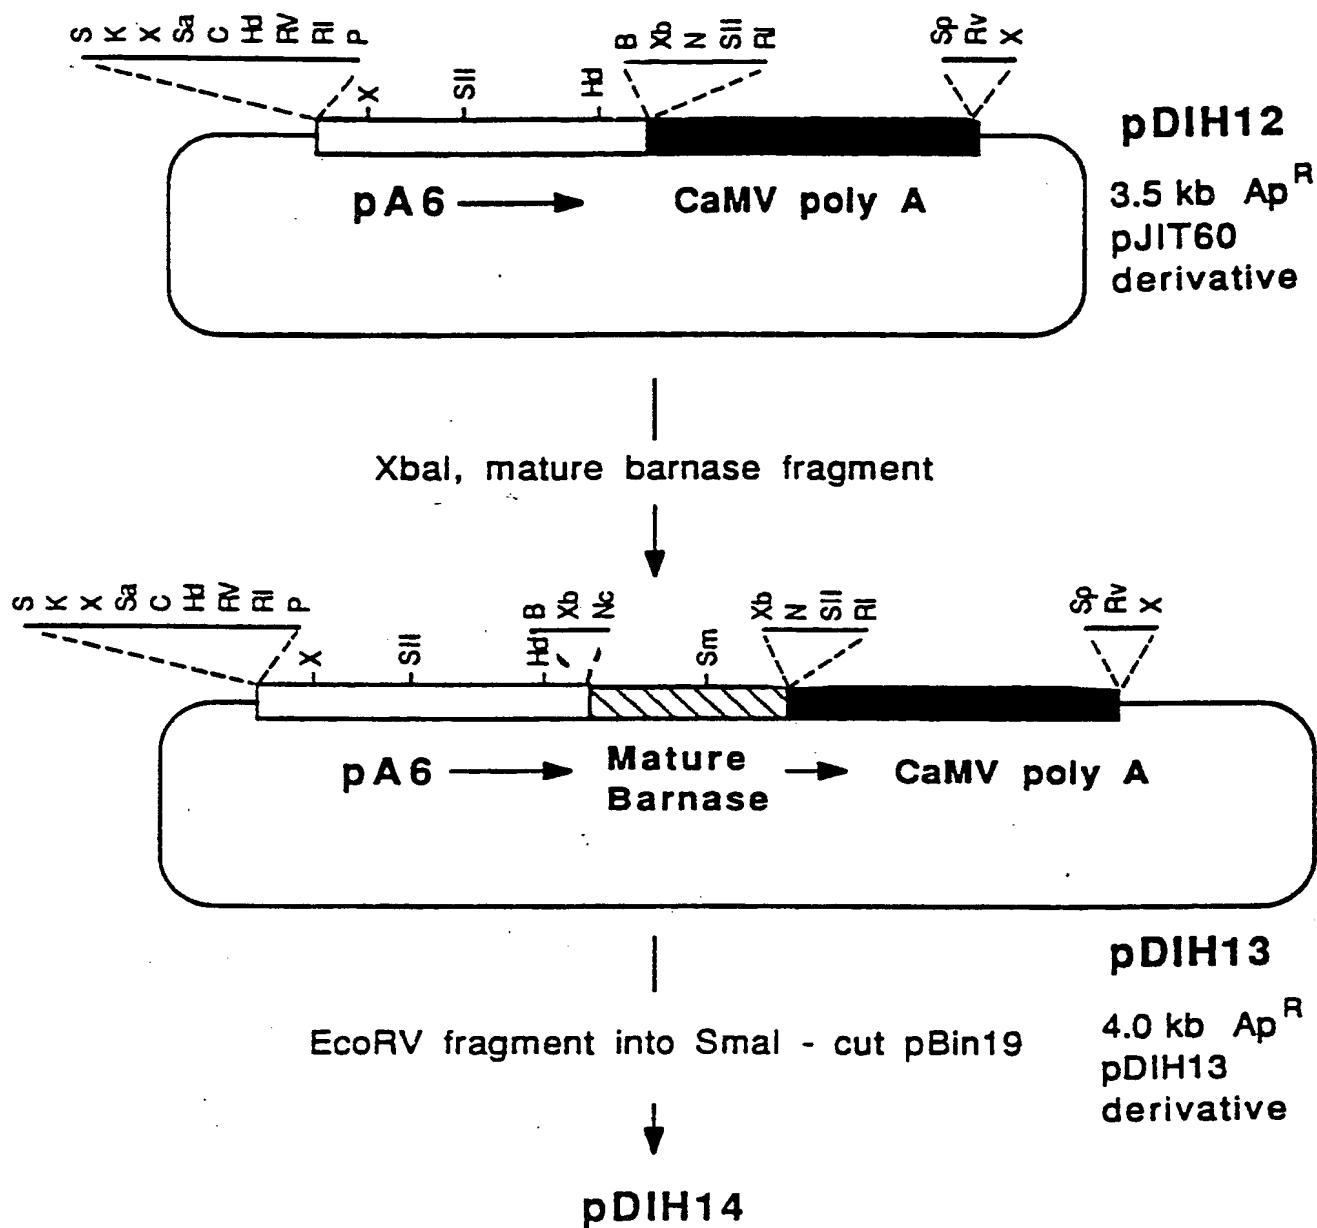 S K X Sa C Hd RV RI P
X
SII
Hd
B Xb N SII RI
Sp Rv X
pA6
CaMV poly A
pDIH12
3.5 kb Ap^R
pJIT60
derivative
XbaI, mature barnase fragment
S K X Sa C Hd RV RI P
X
SII
Hd
B Xb Nc
Sm
Xb N SII RI
Sp Rv X
pA6
Mature
Barnase
CaMV poly A
pDIH13
4.0 kb Ap^R
pDIH13
derivative
EcoRV fragment into SmaI - cut pBin19
pDIH14